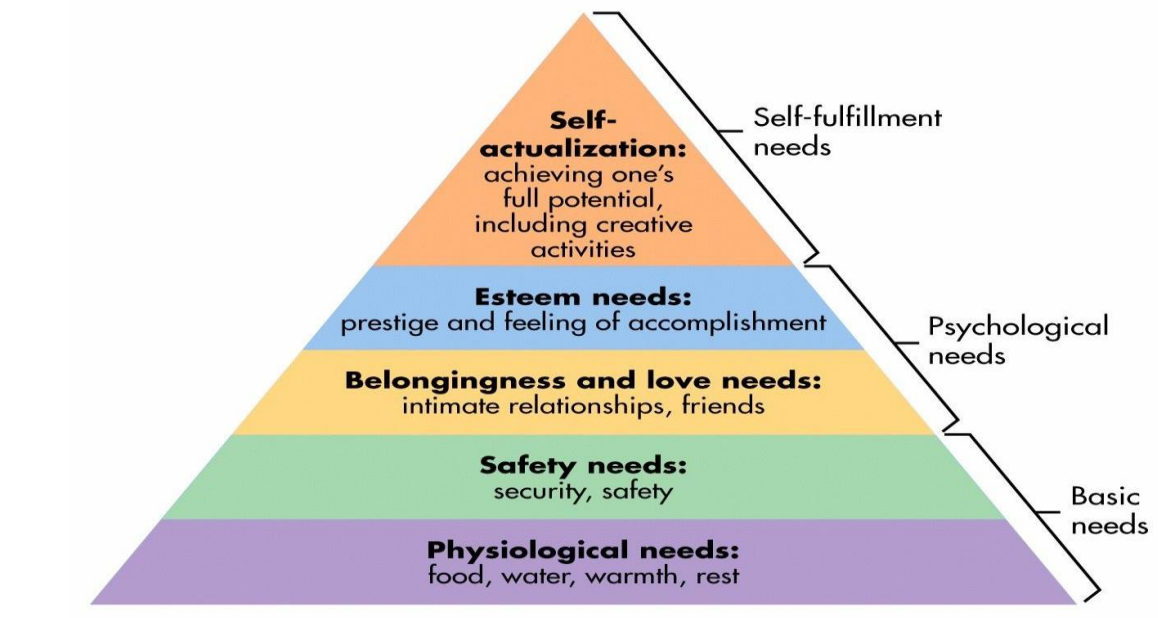 Self-
actualization:
achieving one's
full potential,
including creative
activities
Self-fulfillment
needs
Esteem needs:
prestige and feeling of accomplishment
Psychological
needs
Belongingness and love needs:
intimate relationships, friends
Safety needs:
security, safety
Basic
needs
Physiological needs:
food, water, warmth, rest